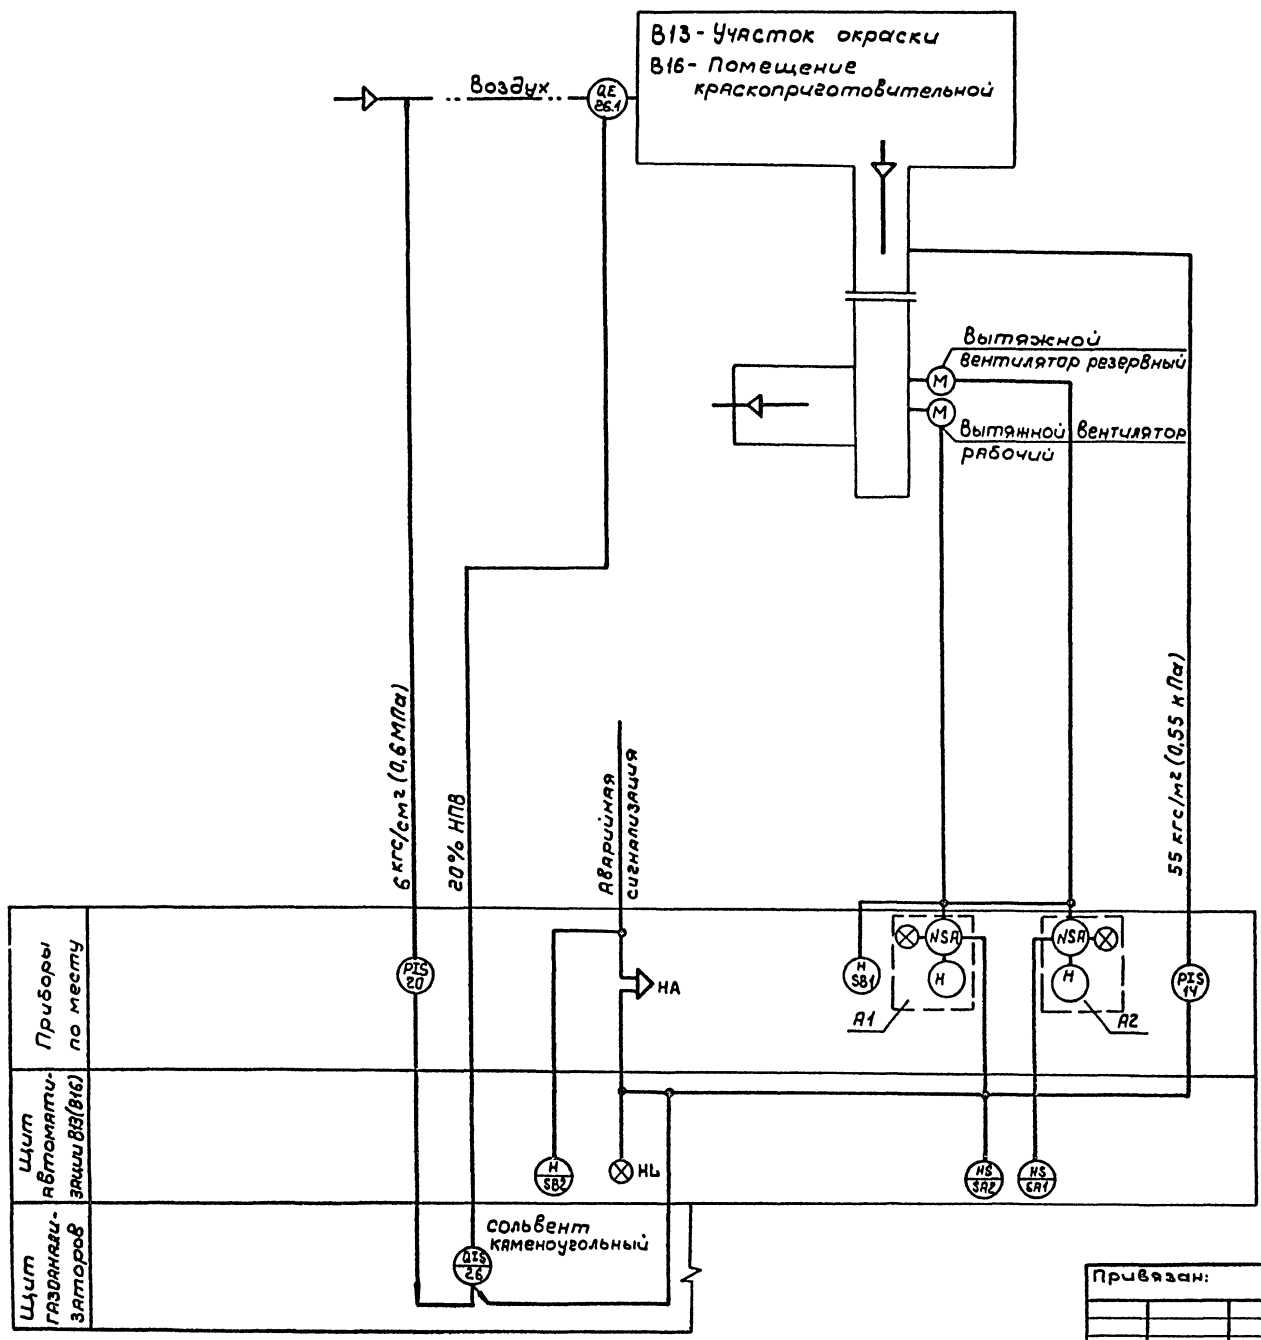 В13 - Участок окраски
В16 - Помещение
краскоприготовительной
Воздух
QE
26.1
Вытяжной
вентилятор резервный
М
М
Вытяжной вентилятор
рабочий
6 кгс/см² (0,6 МПа)
20% НПВ
Аварийная
сигнализация
55 кгс/м² (0,55 кПа)
Приборы
по месту
PIS
20
НА
H
SB1
NSA
H
А1
NSA
H
А2
PIS
14
Щит
автомати-
зации В13(В16)
H
SB2
HL
HS
SA2
HS
SA1
Щит
газоанали-
заторов
Сольвент
каменоугольный
QIS
26
Привязан: